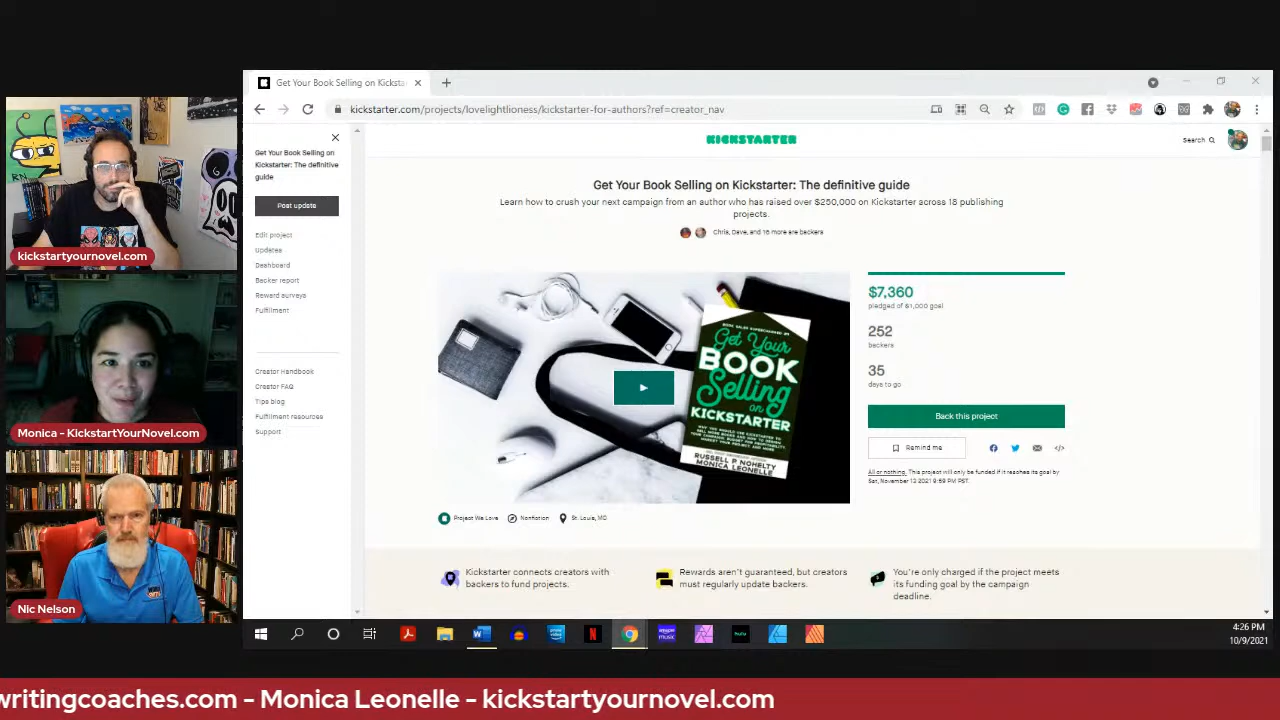 Get Your Book Selling on Kicksta
kickstarter.com/projects/lovelightlioness/kickstarter-for-authors?ref=creator_nav
Get Your Book Selling on
Kickstarter: The definitive
guide
Post update
Edit project
Updates
Dashboard
Backer report
Reward surveys
Fulfillment
Creator Handbook
Creator FAQ
Tips blog
Fulfillment resources
Support
KICKSTARTER
Search
Get Your Book Selling on Kickstarter: The definitive guide
Learn how to crush your next campaign from an author who has raised over $250,000 on Kickstarter across 18 publishing
projects.
Chris, Dave, and 16 more are backers
Get Your
BOOK
Selling
on
KICKSTARTER
RUSSELL P NOHELTY
MONICA LEONELLE
$7,360
pledged of $1,000 goal
252
backers
35
days to go
Back this project
Remind me
All or nothing. This project will only be funded if it reaches its goal by
Sat, November 13 2021 9:59 PM PST.
Project We Love
Nonfiction
St. Louis, MO
Kickstarter connects creators with
backers to fund projects.
Rewards aren't guaranteed, but creators
must regularly update backers.
You're only charged if the project meets
its funding goal by the campaign
deadline.
RN
kickstartyournovel.com
Monica - KickstartYourNovel.com
Nic Nelson
prime video
N
amazon music
hulu
4:26 PM
10/9/2021
writingcoaches.com - Monica Leonelle - kickstartyournovel.com